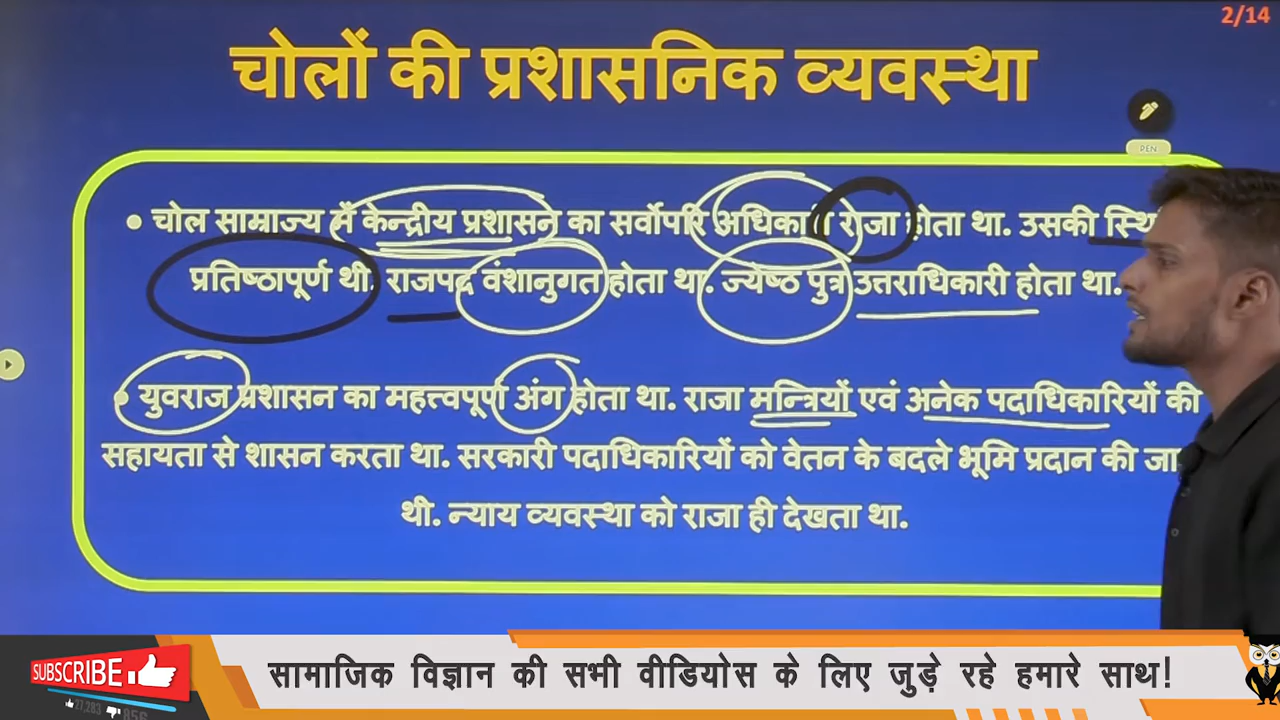 2/14
चोलों की प्रशासनिक व्यवस्था
PEN
• चोल साम्राज्य में केन्द्रीय प्रशासन का सर्वोपरि अधिकारी राजा होता था. उसकी
प्रतिष्ठापूर्ण थी. राजपद वंशानुगत होता था. ज्येष्ठ पुत्र उत्तराधिकारी होता था.
• युवराज प्रशासन का महत्त्वपूर्ण अंग होता था. राजा मन्त्रियों एवं अनेक पदाधिकारियों की
सहायता से शासन करता था. सरकारी पदाधिकारियों को वेतन के बदले भूमि प्रदान की
थी. न्याय व्यवस्था को राजा ही देखता था.
SUBSCRIBE
सामाजिक विज्ञान की सभी वीडियोस के लिए जुड़े रहे हमारे साथ!